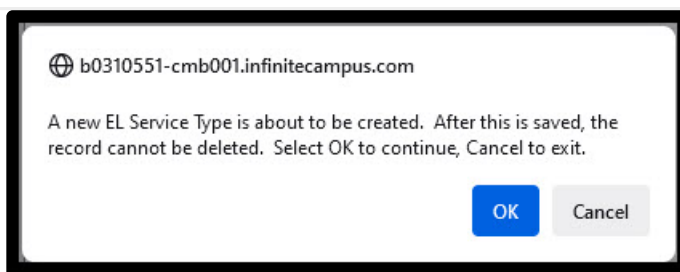 b0310551-cmb001.infinitecampus.com
A new EL Service Type is about to be created.  After this is saved, the
record cannot be deleted.  Select OK to continue, Cancel to exit.
OK Cancel